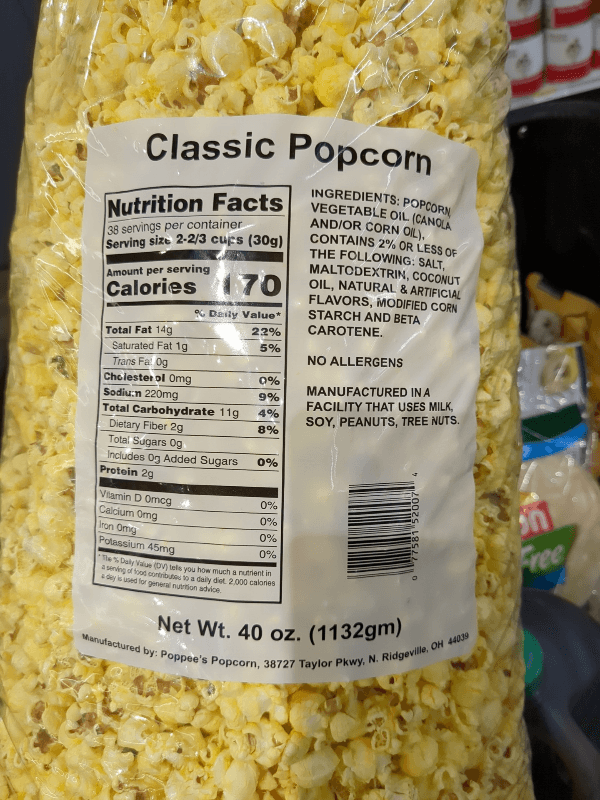 Classic Popcorn
Nutrition Facts
38 servings per container
Serving size 2-2/3 cups (30g)
Amount per serving
Calories 170
% Daily Value*
Total Fat 14g 22%
Saturated Fat 1g 5%
Trans Fat 0g
Cholesterol 0mg 0%
Sodium 220mg 9%
Total Carbohydrate 11g 4%
Dietary Fiber 2g 8%
Total Sugars 0g
Includes 0g Added Sugars 0%
Protein 2g
Vitamin D 0mcg 0%
Calcium 0mg 0%
Iron 0mg 0%
Potassium 45mg 0%
* The % Daily Value (DV) tells you how much a nutrient in
a serving of food contributes to a daily diet. 2,000 calories
a day is used for general nutrition advice.
INGREDIENTS: POPCORN,
VEGETABLE OIL (CANOLA
AND/OR CORN OIL),
CONTAINS 2% OR LESS OF
THE FOLLOWING: SALT,
MALTODEXTRIN, COCONUT
OIL, NATURAL & ARTIFICIAL
FLAVORS, MODIFIED CORN
STARCH AND BETA
CAROTENE.
NO ALLERGENS
MANUFACTURED IN A
FACILITY THAT USES MILK,
SOY, PEANUTS, TREE NUTS.
0 77581 52007 4
Net Wt. 40 oz. (1132gm)
Manufactured by: Poppee's Popcorn, 38727 Taylor Pkwy, N. Ridgeville, OH 44039
Free